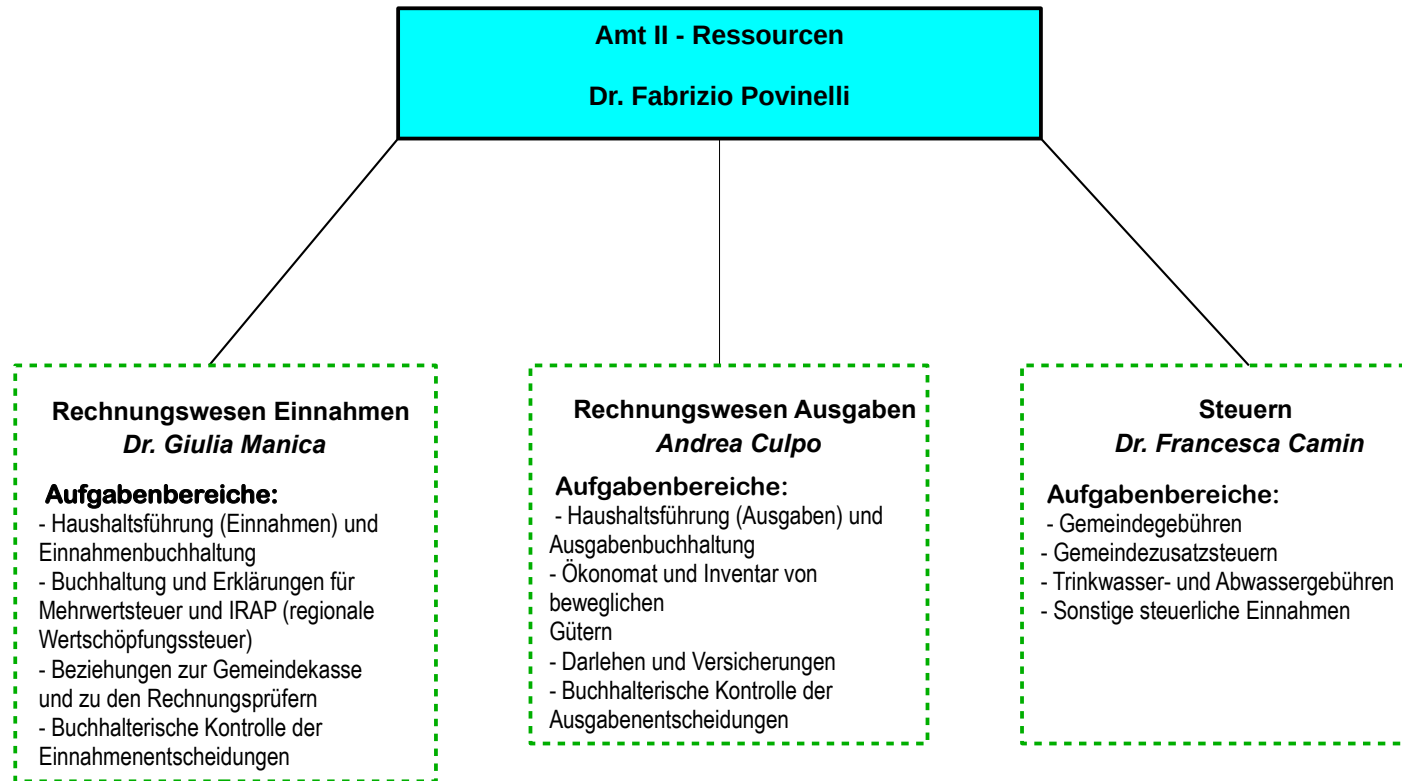 Amt II - Ressourcen
Dr. Fabrizio Povinelli
Rechnungswesen Einnahmen
Dr. Giulia Manica
Aufgabenbereiche:
- Haushaltsführung (Einnahmen) und
Einnahmenbuchhaltung
- Buchhaltung und Erklärungen für
Mehrwertsteuer und IRAP (regionale
Wertschöpfungssteuer)
- Beziehungen zur Gemeindekasse
und zu den Rechnungsprüfern
- Buchhalterische Kontrolle der
Einnahmenentscheidungen
Rechnungswesen Ausgaben
Andrea Culpo
Aufgabenbereiche:
- Haushaltsführung (Ausgaben) und
Ausgabenbuchhaltung
- Ökonomat und Inventar von
beweglichen
Gütern
- Darlehen und Versicherungen
- Buchhalterische Kontrolle der
Ausgabenentscheidungen
Steuern
Dr. Francesca Camin
Aufgabenbereiche:
- Gemeindegebühren
- Gemeindezusatzsteuern
- Trinkwasser- und Abwassergebühren
- Sonstige steuerliche Einnahmen